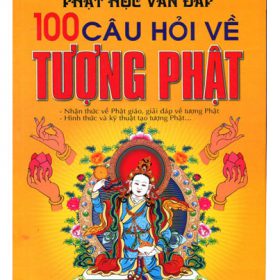 PHẬT HỌC VẤN ĐÁP
100 CÂU HỎI VỀ
TƯỢNG PHẬT
- Nhận thức về Phật giáo, giải đáp về tượng Phật
- Hình thức và kỹ thuật tạo tượng Phật...